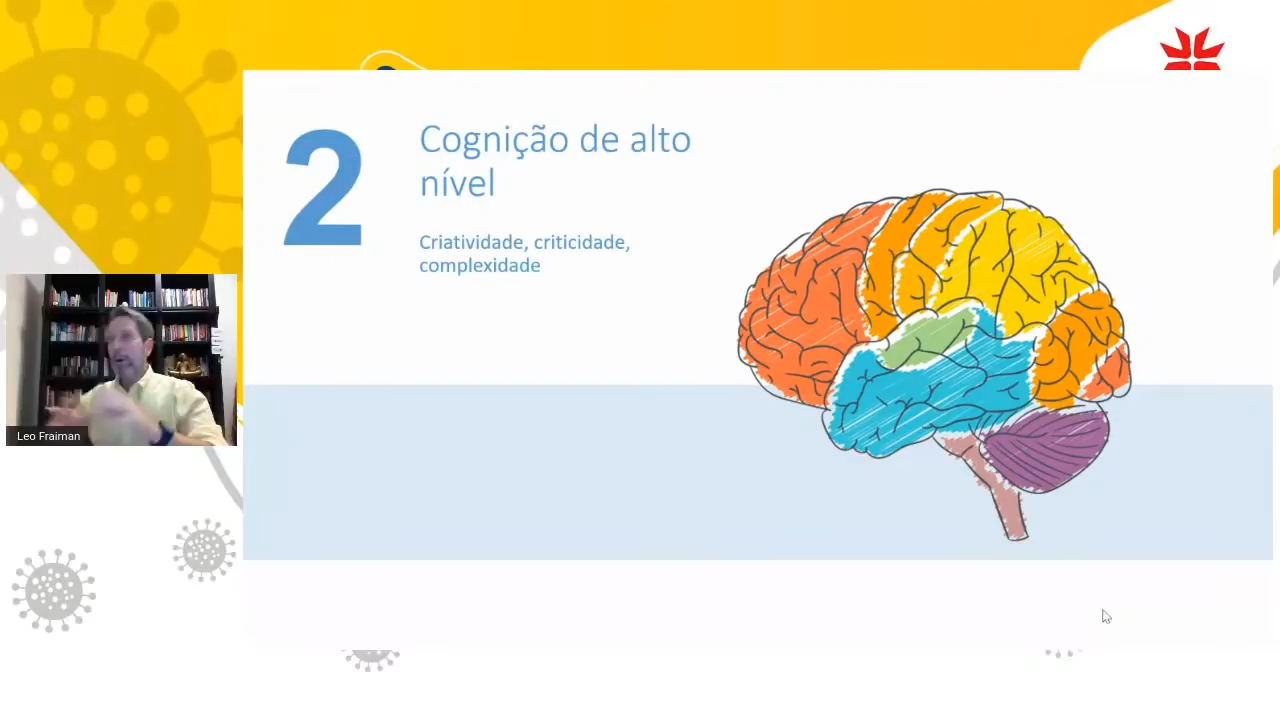 2
Cognição de alto
nível
Criatividade, criticidade,
complexidade
Leo Fraiman